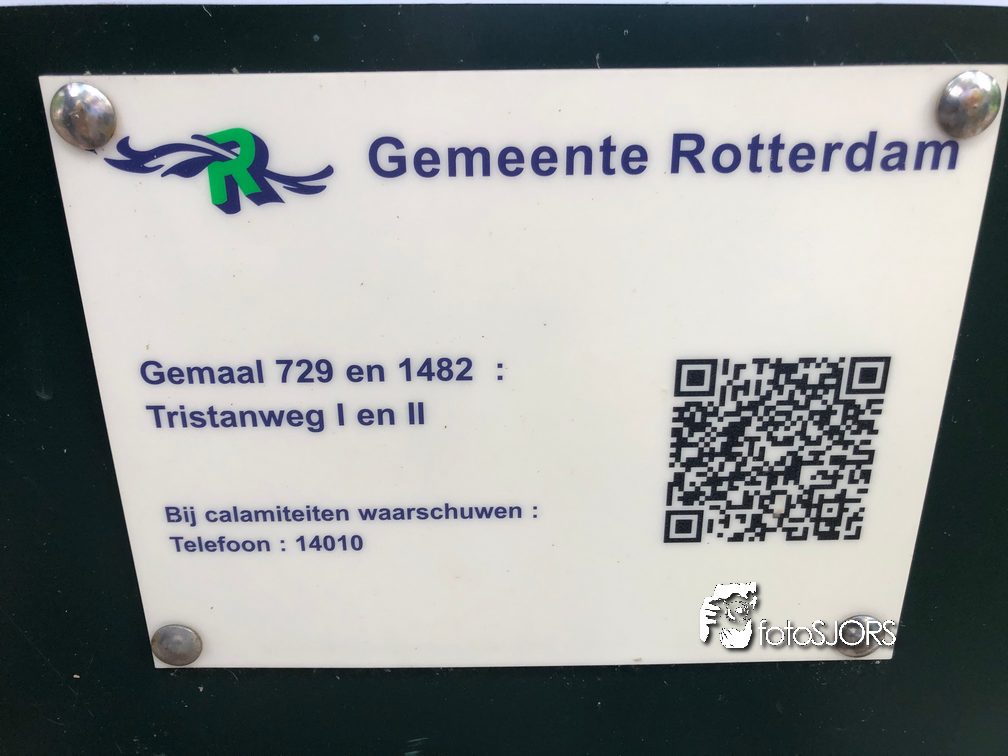 R
Gemeente Rotterdam
Gemaal 729 en 1482 :
Tristanweg I en II
Bij calamiteiten waarschuwen :
Telefoon : 14010
fotoSJORS